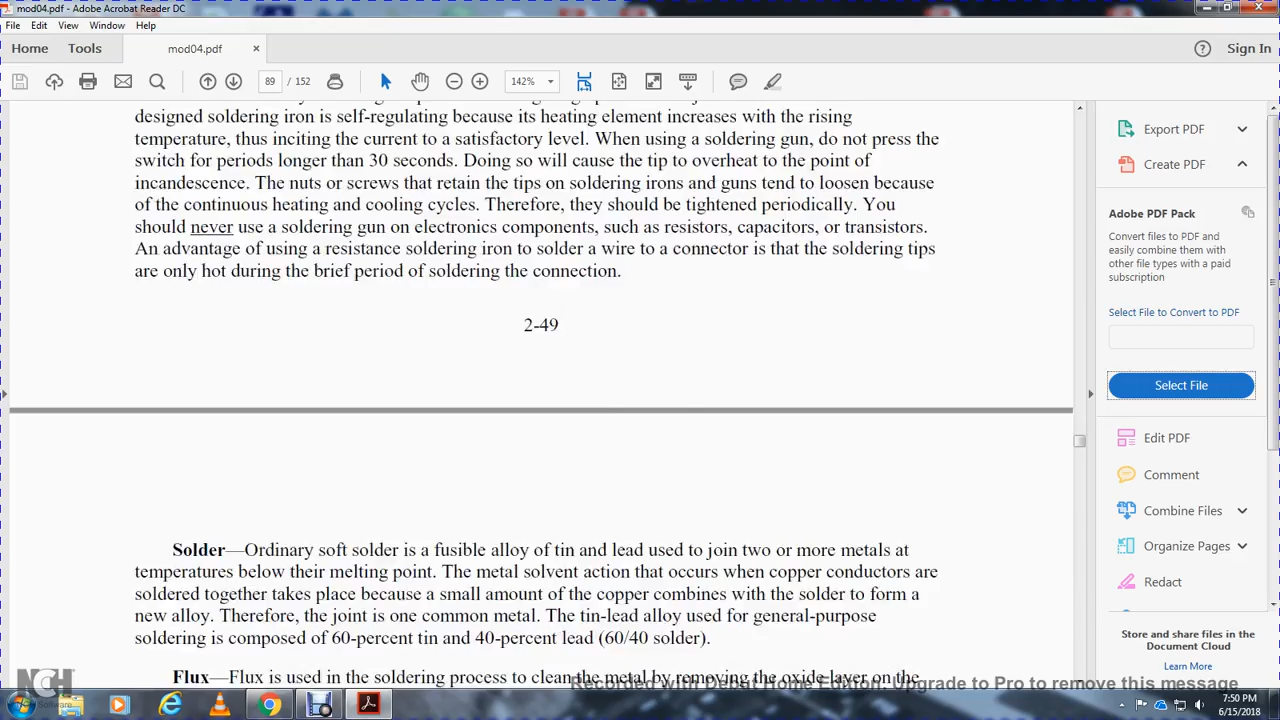 mod04.pdf - Adobe Acrobat Reader DC
File Edit View Window Help
Home Tools mod04.pdf × ? Sign In
89 / 152 142%
designed soldering iron is self-regulating because its heating element increases with the rising
temperature, thus inciting the current to a satisfactory level. When using a soldering gun, do not press the
switch for periods longer than 30 seconds. Doing so will cause the tip to overheat to the point of
incandescence. The nuts or screws that retain the tips on soldering irons and guns tend to loosen because
of the continuous heating and cooling cycles. Therefore, they should be tightened periodically. You
should never use a soldering gun on electronics components, such as resistors, capacitors, or transistors.
An advantage of using a resistance soldering iron to solder a wire to a connector is that the soldering tips
are only hot during the brief period of soldering the connection.
2-49
Solder—Ordinary soft solder is a fusible alloy of tin and lead used to join two or more metals at
temperatures below their melting point. The metal solvent action that occurs when copper conductors are
soldered together takes place because a small amount of the copper combines with the solder to form a
new alloy. Therefore, the joint is one common metal. The tin-lead alloy used for general-purpose
soldering is composed of 60-percent tin and 40-percent lead (60/40 solder).
Flux—Flux is used in the soldering process to clean the metal by removing the oxide layer on the
Export PDF
Create PDF
Adobe PDF Pack
Convert files to PDF and
easily combine them with
other file types with a paid
subscription
Select File to Convert to PDF
Select File
Edit PDF
Comment
Combine Files
Organize Pages
Redact
Store and share files in the
Document Cloud
Learn More
NCH
Software
Recorded with Debut Home Edition. Upgrade to Pro to remove this message
7:50 PM
6/15/2018